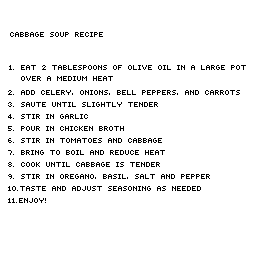 CABBAGE SOUP RECIPE
1. EAT 2 TABLESPOONS OF OLIVE OIL IN A LARGE POT
OVER A MEDIUM HEAT
2. ADD CELERY, ONIONS, BELL PEPPERS, AND CARROTS
3. SAUTE UNTIL SLIGHTLY TENDER
4. STIR IN GARLIC
5. POUR IN CHICKEN BROTH
6. STIR IN TOMATOES AND CABBAGE
7. BRING TO BOIL AND REDUCE HEAT
8. COOK UNTIL CABBAGE IS TENDER
9. STIR IN OREGANO, BASIL, SALT AND PEPPER
10.TASTE AND ADJUST SEASONING AS NEEDED
11.ENJOY!